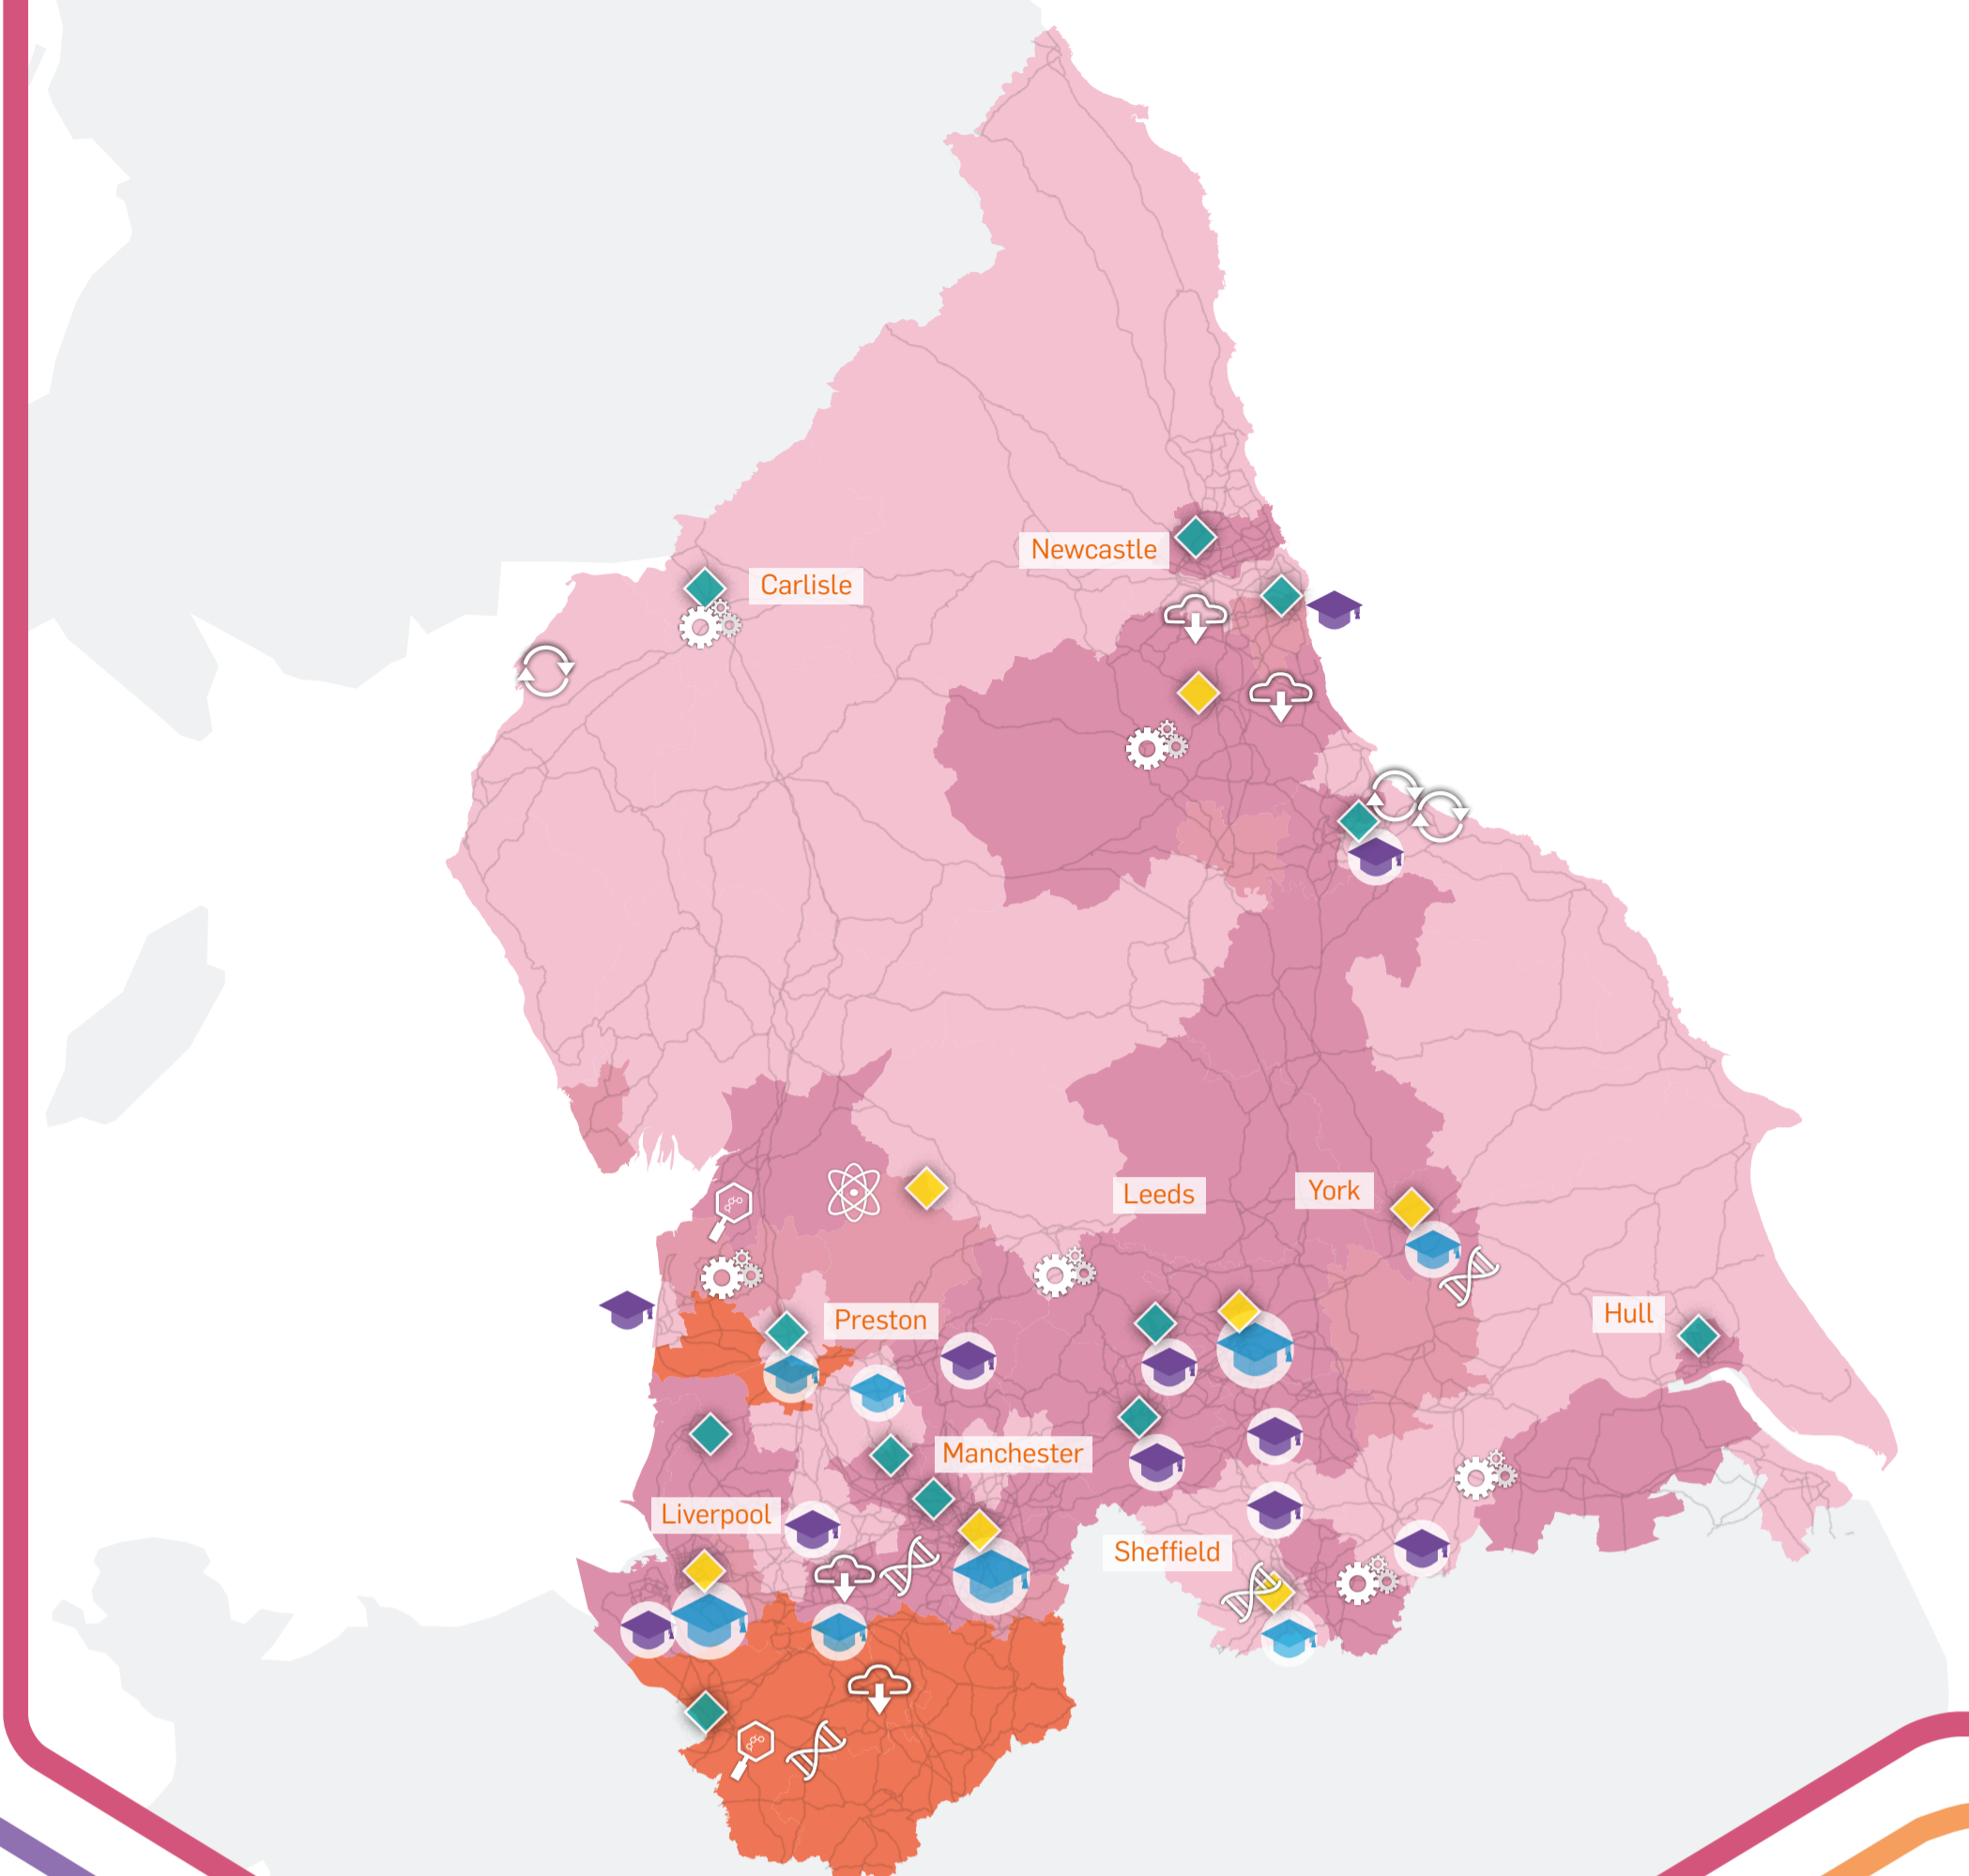 Newcastle
Carlisle
Leeds
York
Hull
Preston
Manchester
Liverpool
Sheffield